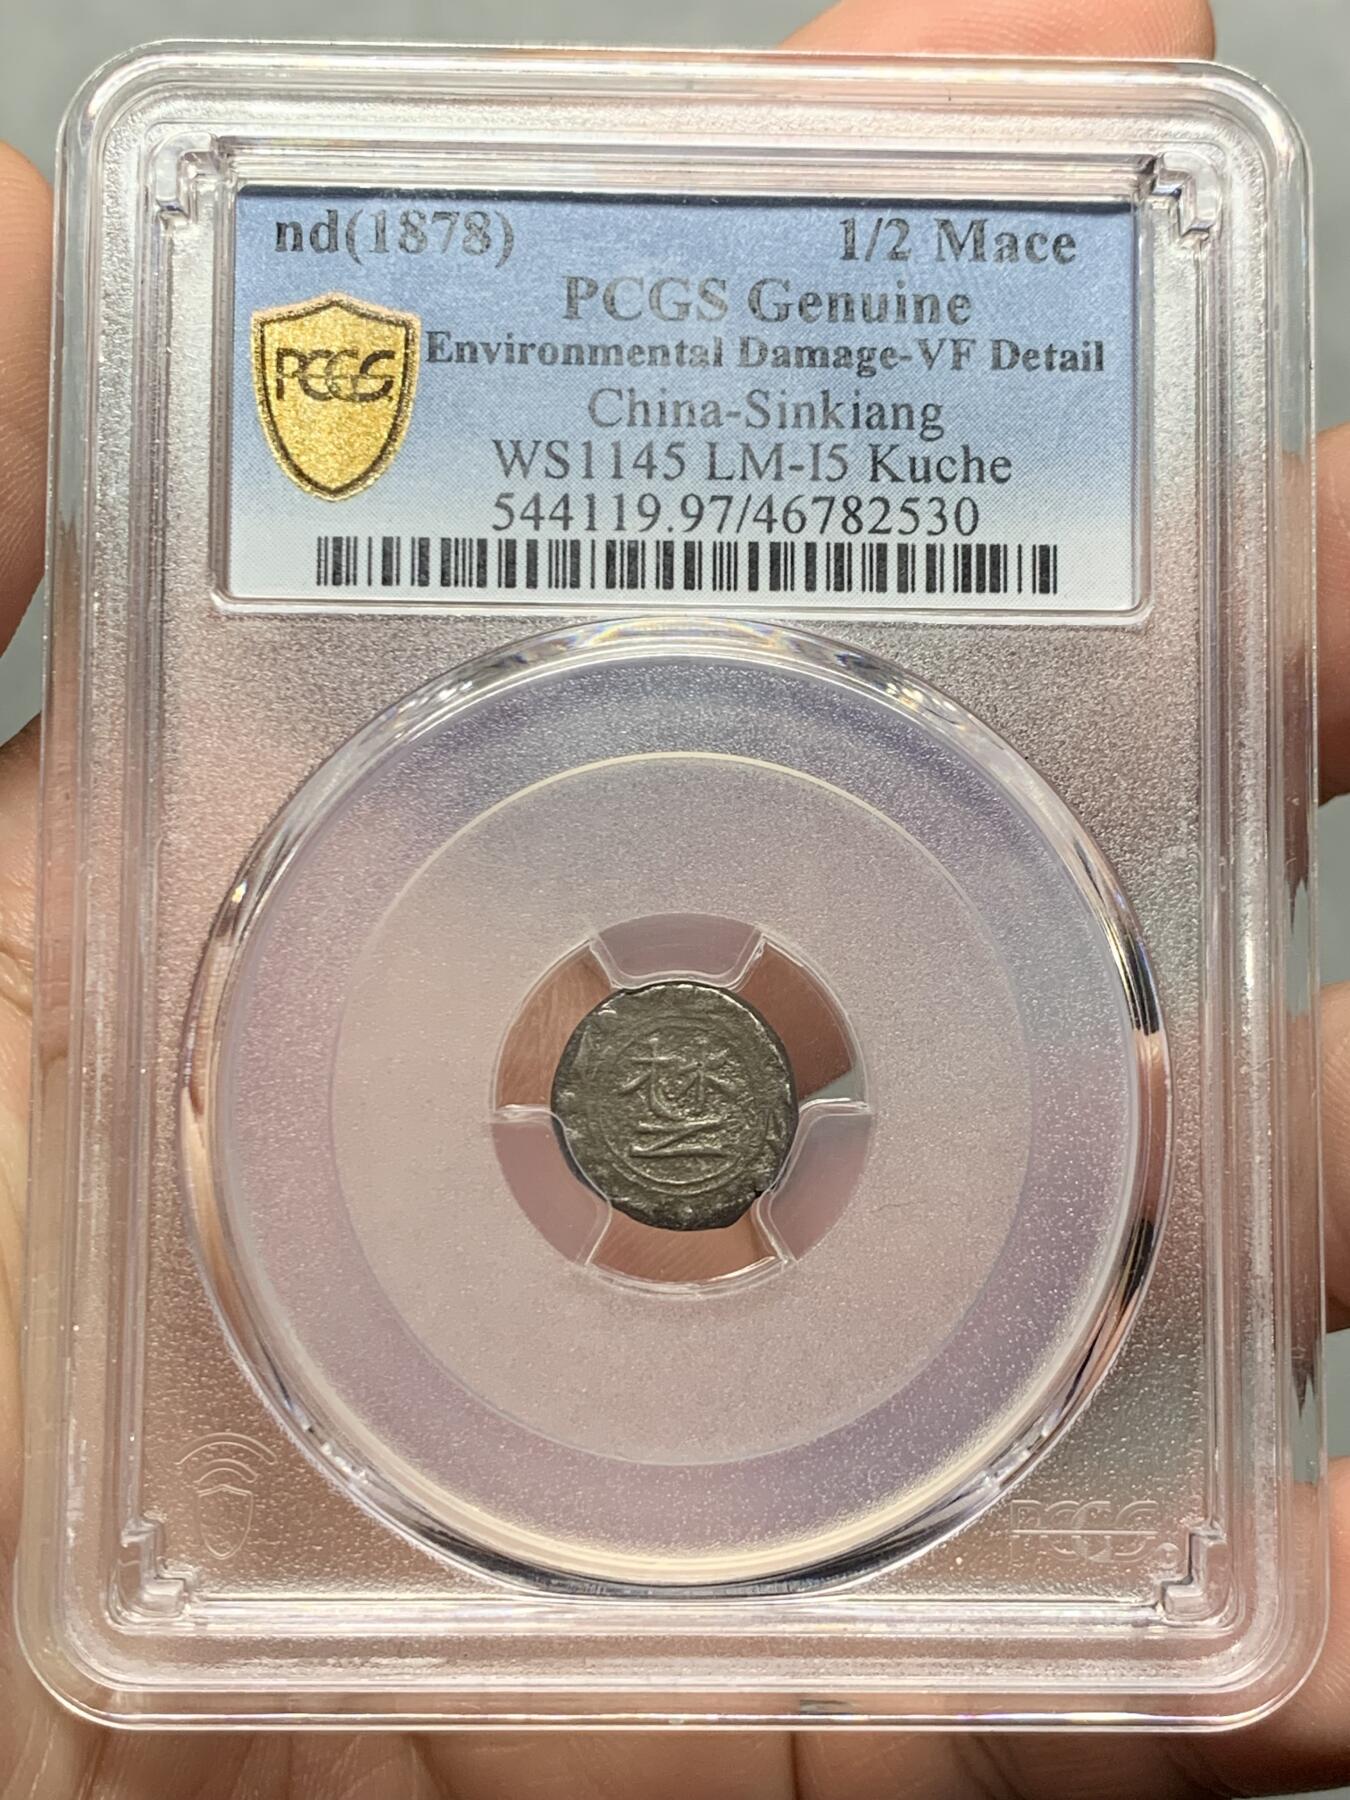 nd(1878) 1/2 Mace
PCGS Genuine
Environmental Damage-VF Detail
PCGS
China-Sinkiang
WS1145 LM-I5 Kuche
544119.97/46782530
PCGS